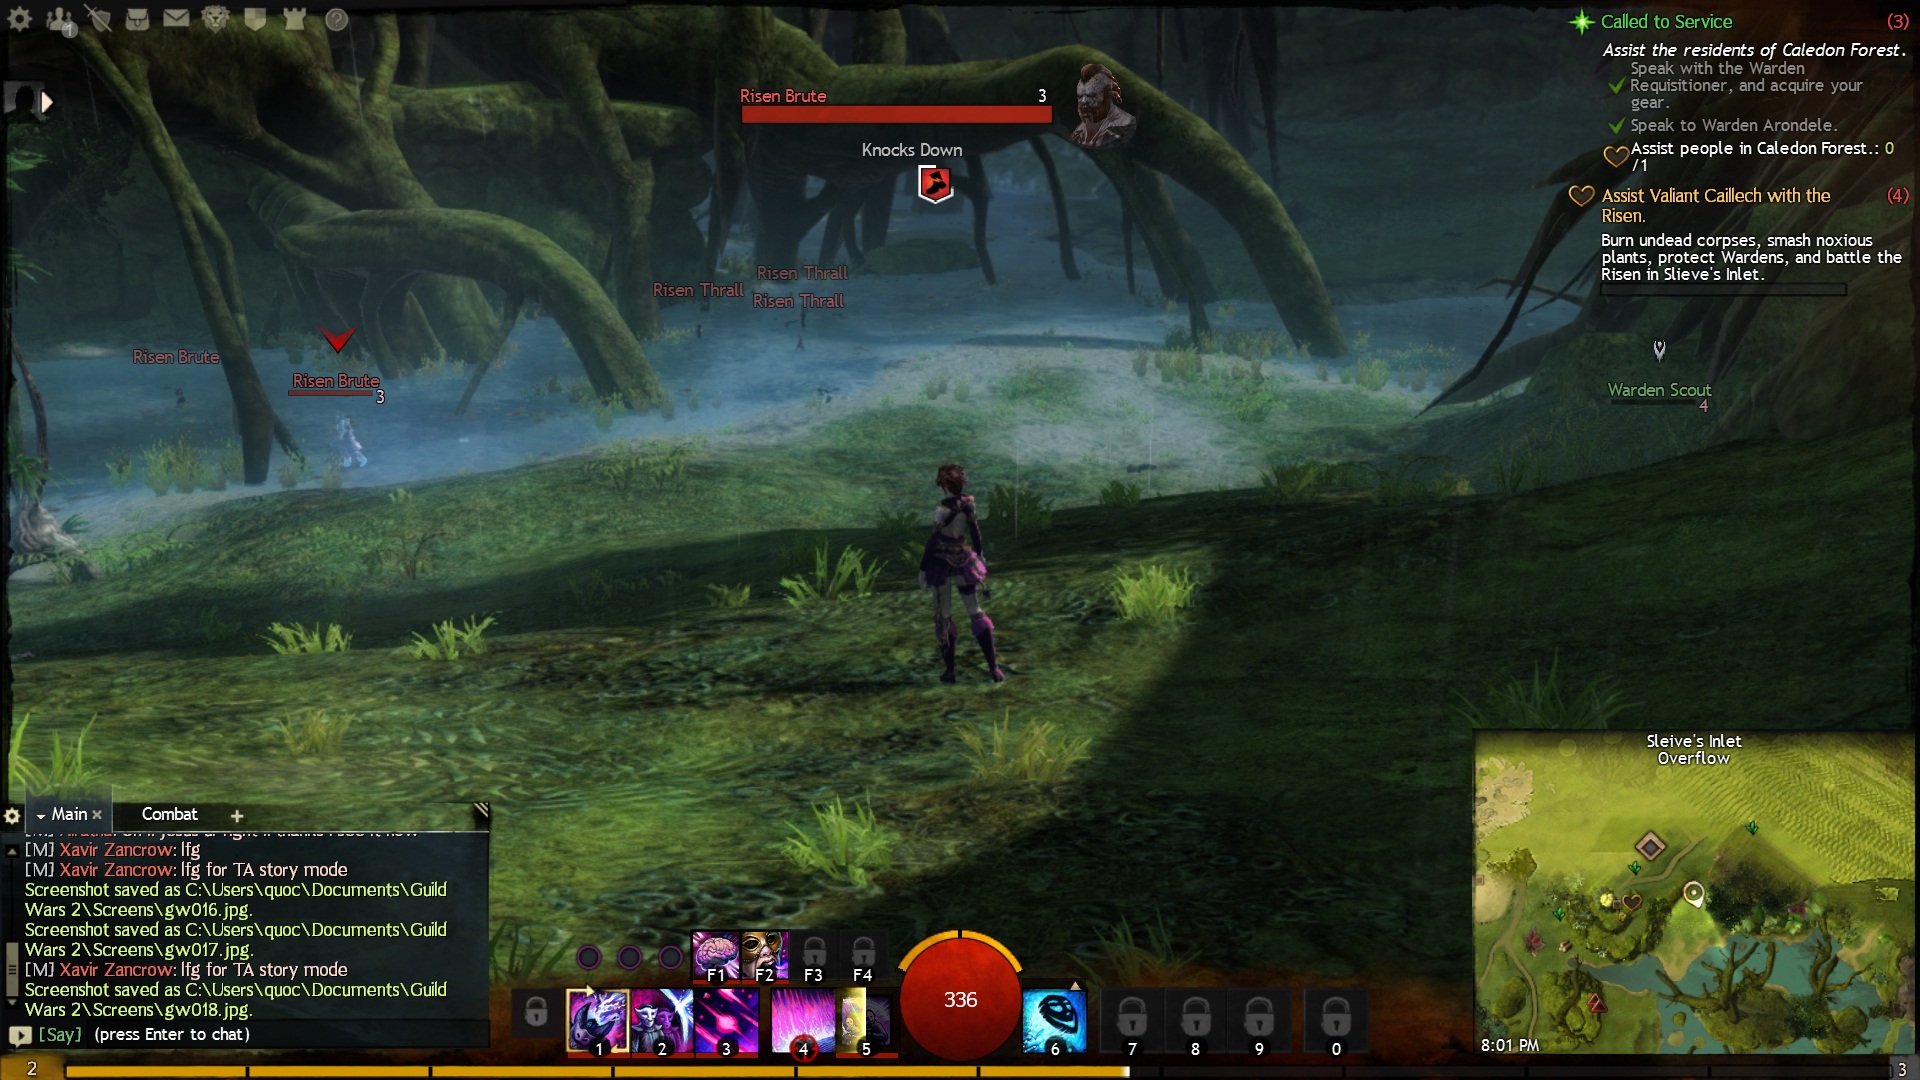 1
Called to Service (3)
Assist the residents of Caledon Forest.
Speak with the Warden
Requisitioner, and acquire your
gear.
Speak to Warden Arondele.
Assist people in Caledon Forest.: 0
/1
Assist Valiant Caillech with the (4)
Risen.
Burn undead corpses, smash noxious
plants, protect Wardens, and battle the
Risen in Slieve's Inlet.
Risen Brute 3
Knocks Down
Risen Thrall
Risen Thrall
Risen Thrall
Risen Brute
Risen Brute
3
Warden Scout
4
Sleive's Inlet
Overflow
8:01 PM
Main Combat
[M] Xavir Zancrow: lfg
[M] Xavir Zancrow: lfg for TA story mode
Screenshot saved as C:\Users\quoc\Documents\Guild
Wars 2\Screens\gw016.jpg.
Screenshot saved as C:\Users\quoc\Documents\Guild
Wars 2\Screens\gw017.jpg.
[M] Xavir Zancrow: lfg for TA story mode
Screenshot saved as C:\Users\quoc\Documents\Guild
Wars 2\Screens\gw018.jpg.
[Say] (press Enter to chat)
F1 F2 F3 F4
336
1 2 3 4 5 6 7 8 9 0
2 3